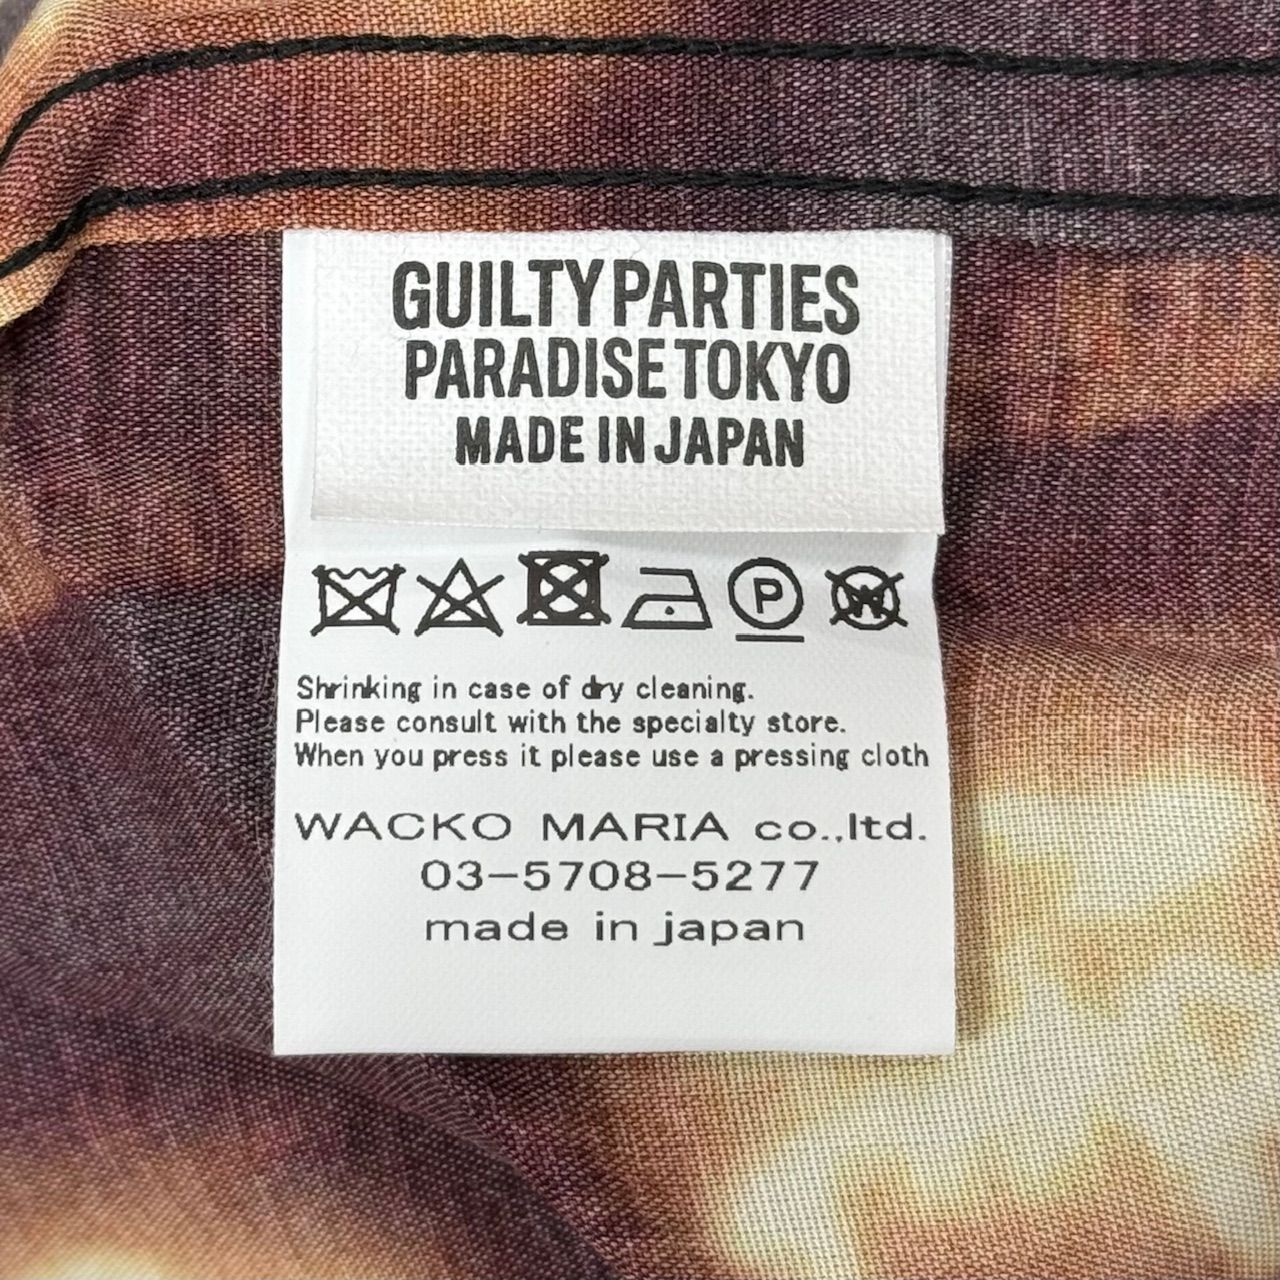 GUILTY PARTIES
PARADISE TOKYO
MADE IN JAPAN
P W
Shrinking in case of dry cleaning.
Please consult with the specialty store.
When you press it please use a pressing cloth
WACKO MARIA co.,ltd.
03-5708-5277
made in japan